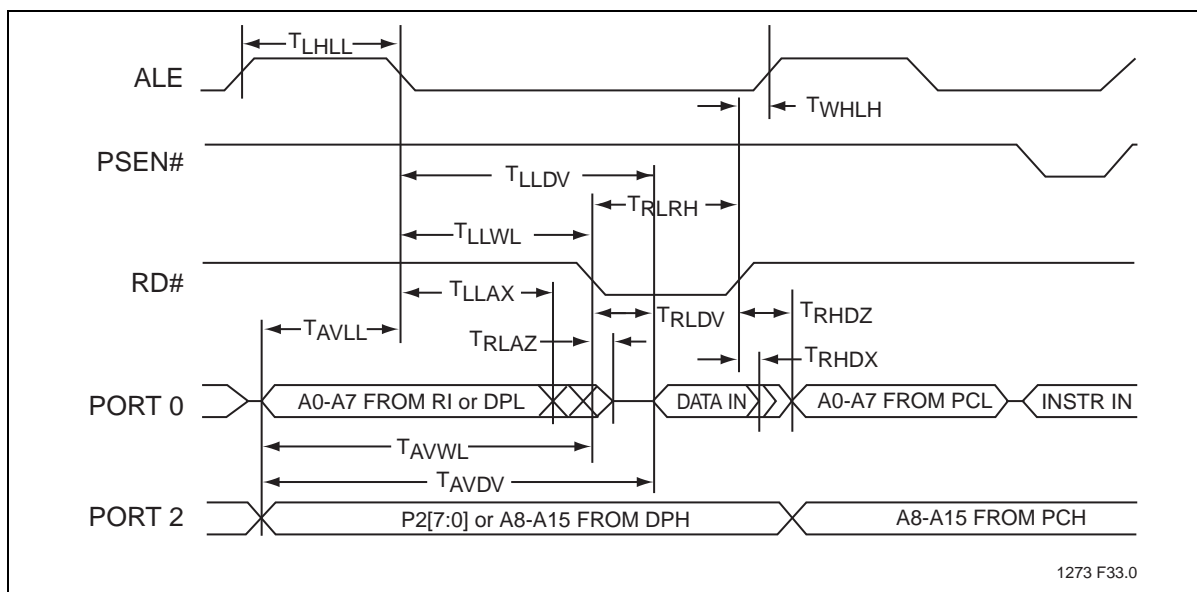 TLHLL
ALE
TWHLH
PSEN#
TLLDV
TRLRH
TLLWL
RD#
TLLAX
TRLDV
TRHDZ
TAVLL
TRLAZ
TRHDX
PORT 0
A0-A7 FROM RI or DPL
DATA IN
A0-A7 FROM PCL
INSTR IN
TAVWL
TAVDV
PORT 2
P2[7:0] or A8-A15 FROM DPH
A8-A15 FROM PCH
1273 F33.0